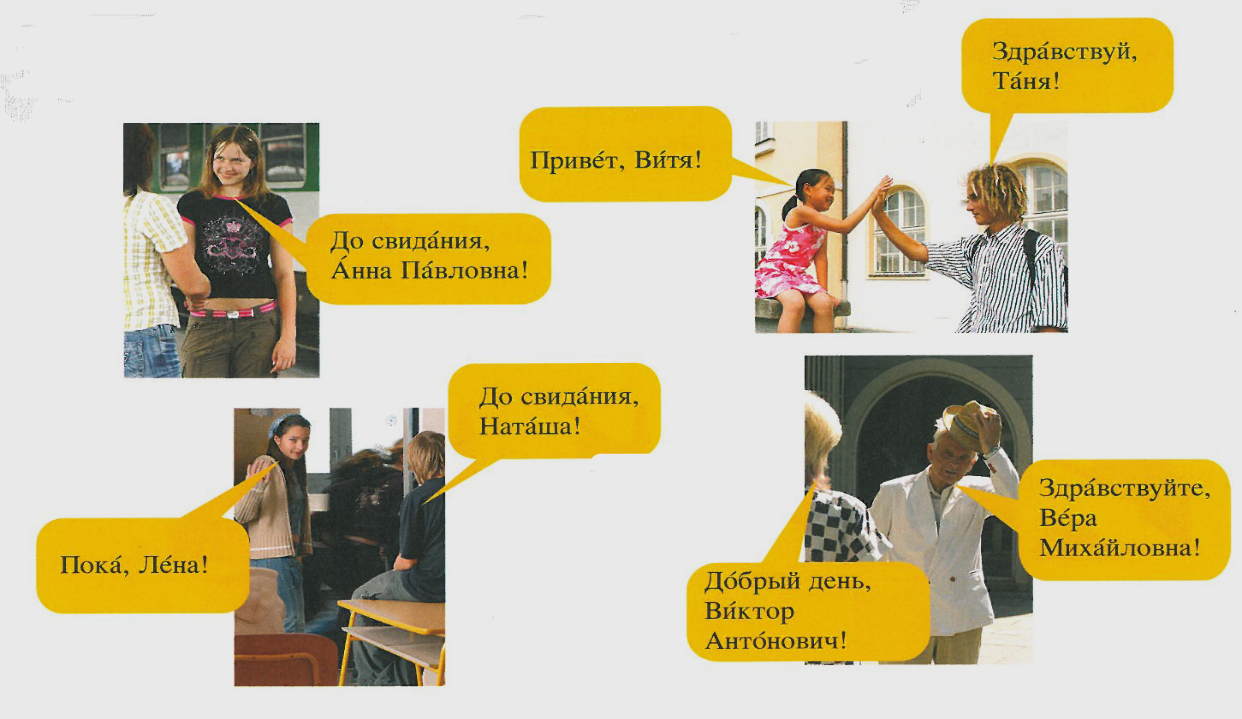 Здра́вствуй,
Та́ня!
Приве́т, Ви́тя!
До свида́ния,
А́нна Па́вловна!
До свида́ния,
Ната́ша!
Пока́, Ле́на!
Здра́вствуйте,
Ве́ра
Миха́йловна!
До́брый день,
Ви́ктор
Анто́нович!